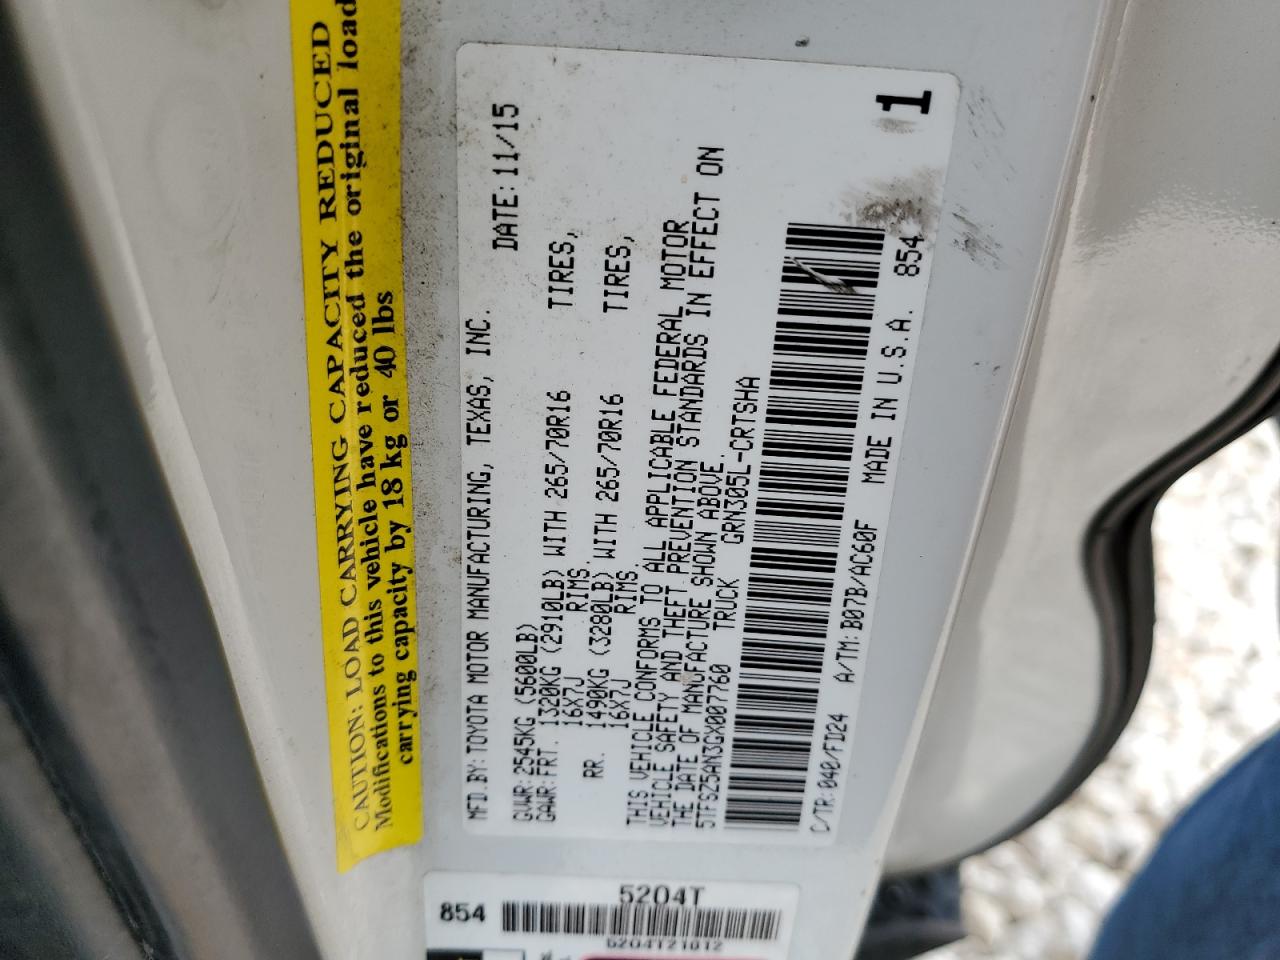 CAUTION: LOAD CARRYING CAPACITY REDUCED
Modifications to this vehicle have reduced the original load
carrying capacity by 18 kg or 40 lbs
MFD.BY: TOYOTA MOTOR MANUFACTURING, TEXAS, INC.
DATE: 11/15
GVWR: 2545KG (5600LB)
GAWR: FRT. 1320KG (2910LB) WITH 265/70R16 TIRES,
16X7J RIMS.
RR. 1490KG (3280LB) WITH 265/70R16 TIRES,
16X7J RIMS
THIS VEHICLE CONFORMS TO ALL APPLICABLE FEDERAL MOTOR
VEHICLE SAFETY AND THEFT PREVENTION STANDARDS IN EFFECT ON
THE DATE OF MANUFACTURE SHOWN ABOVE.
5TFSZ5AN3GX007760 TRUCK GRN305L-CRTSHA
C/TR: 040/FD24 A/TM: B07B/AC60F MADE IN U.S.A. 854
1
5204T
854